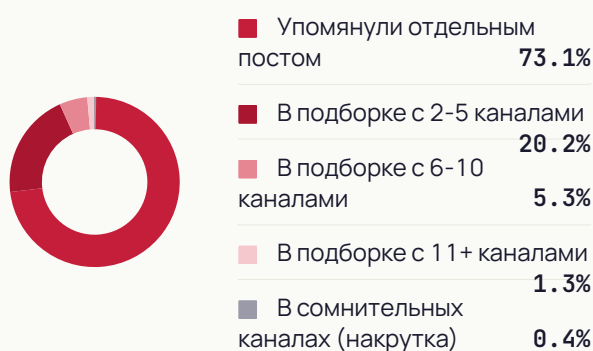 Упомянули отдельным
постом 73.1%
В подборке с 2-5 каналами
20.2%
В подборке с 6-10
каналами 5.3%
В подборке с 11+ каналами
1.3%
В сомнительных
каналах (накрутка) 0.4%